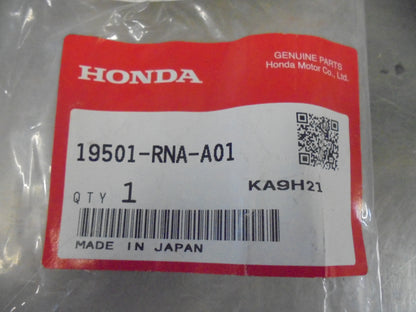 HONDA
GENUINE PARTS
Honda Motor Co., Ltd.
19501-RNA-A01
QTY 1
KA9H21
MADE IN JAPAN